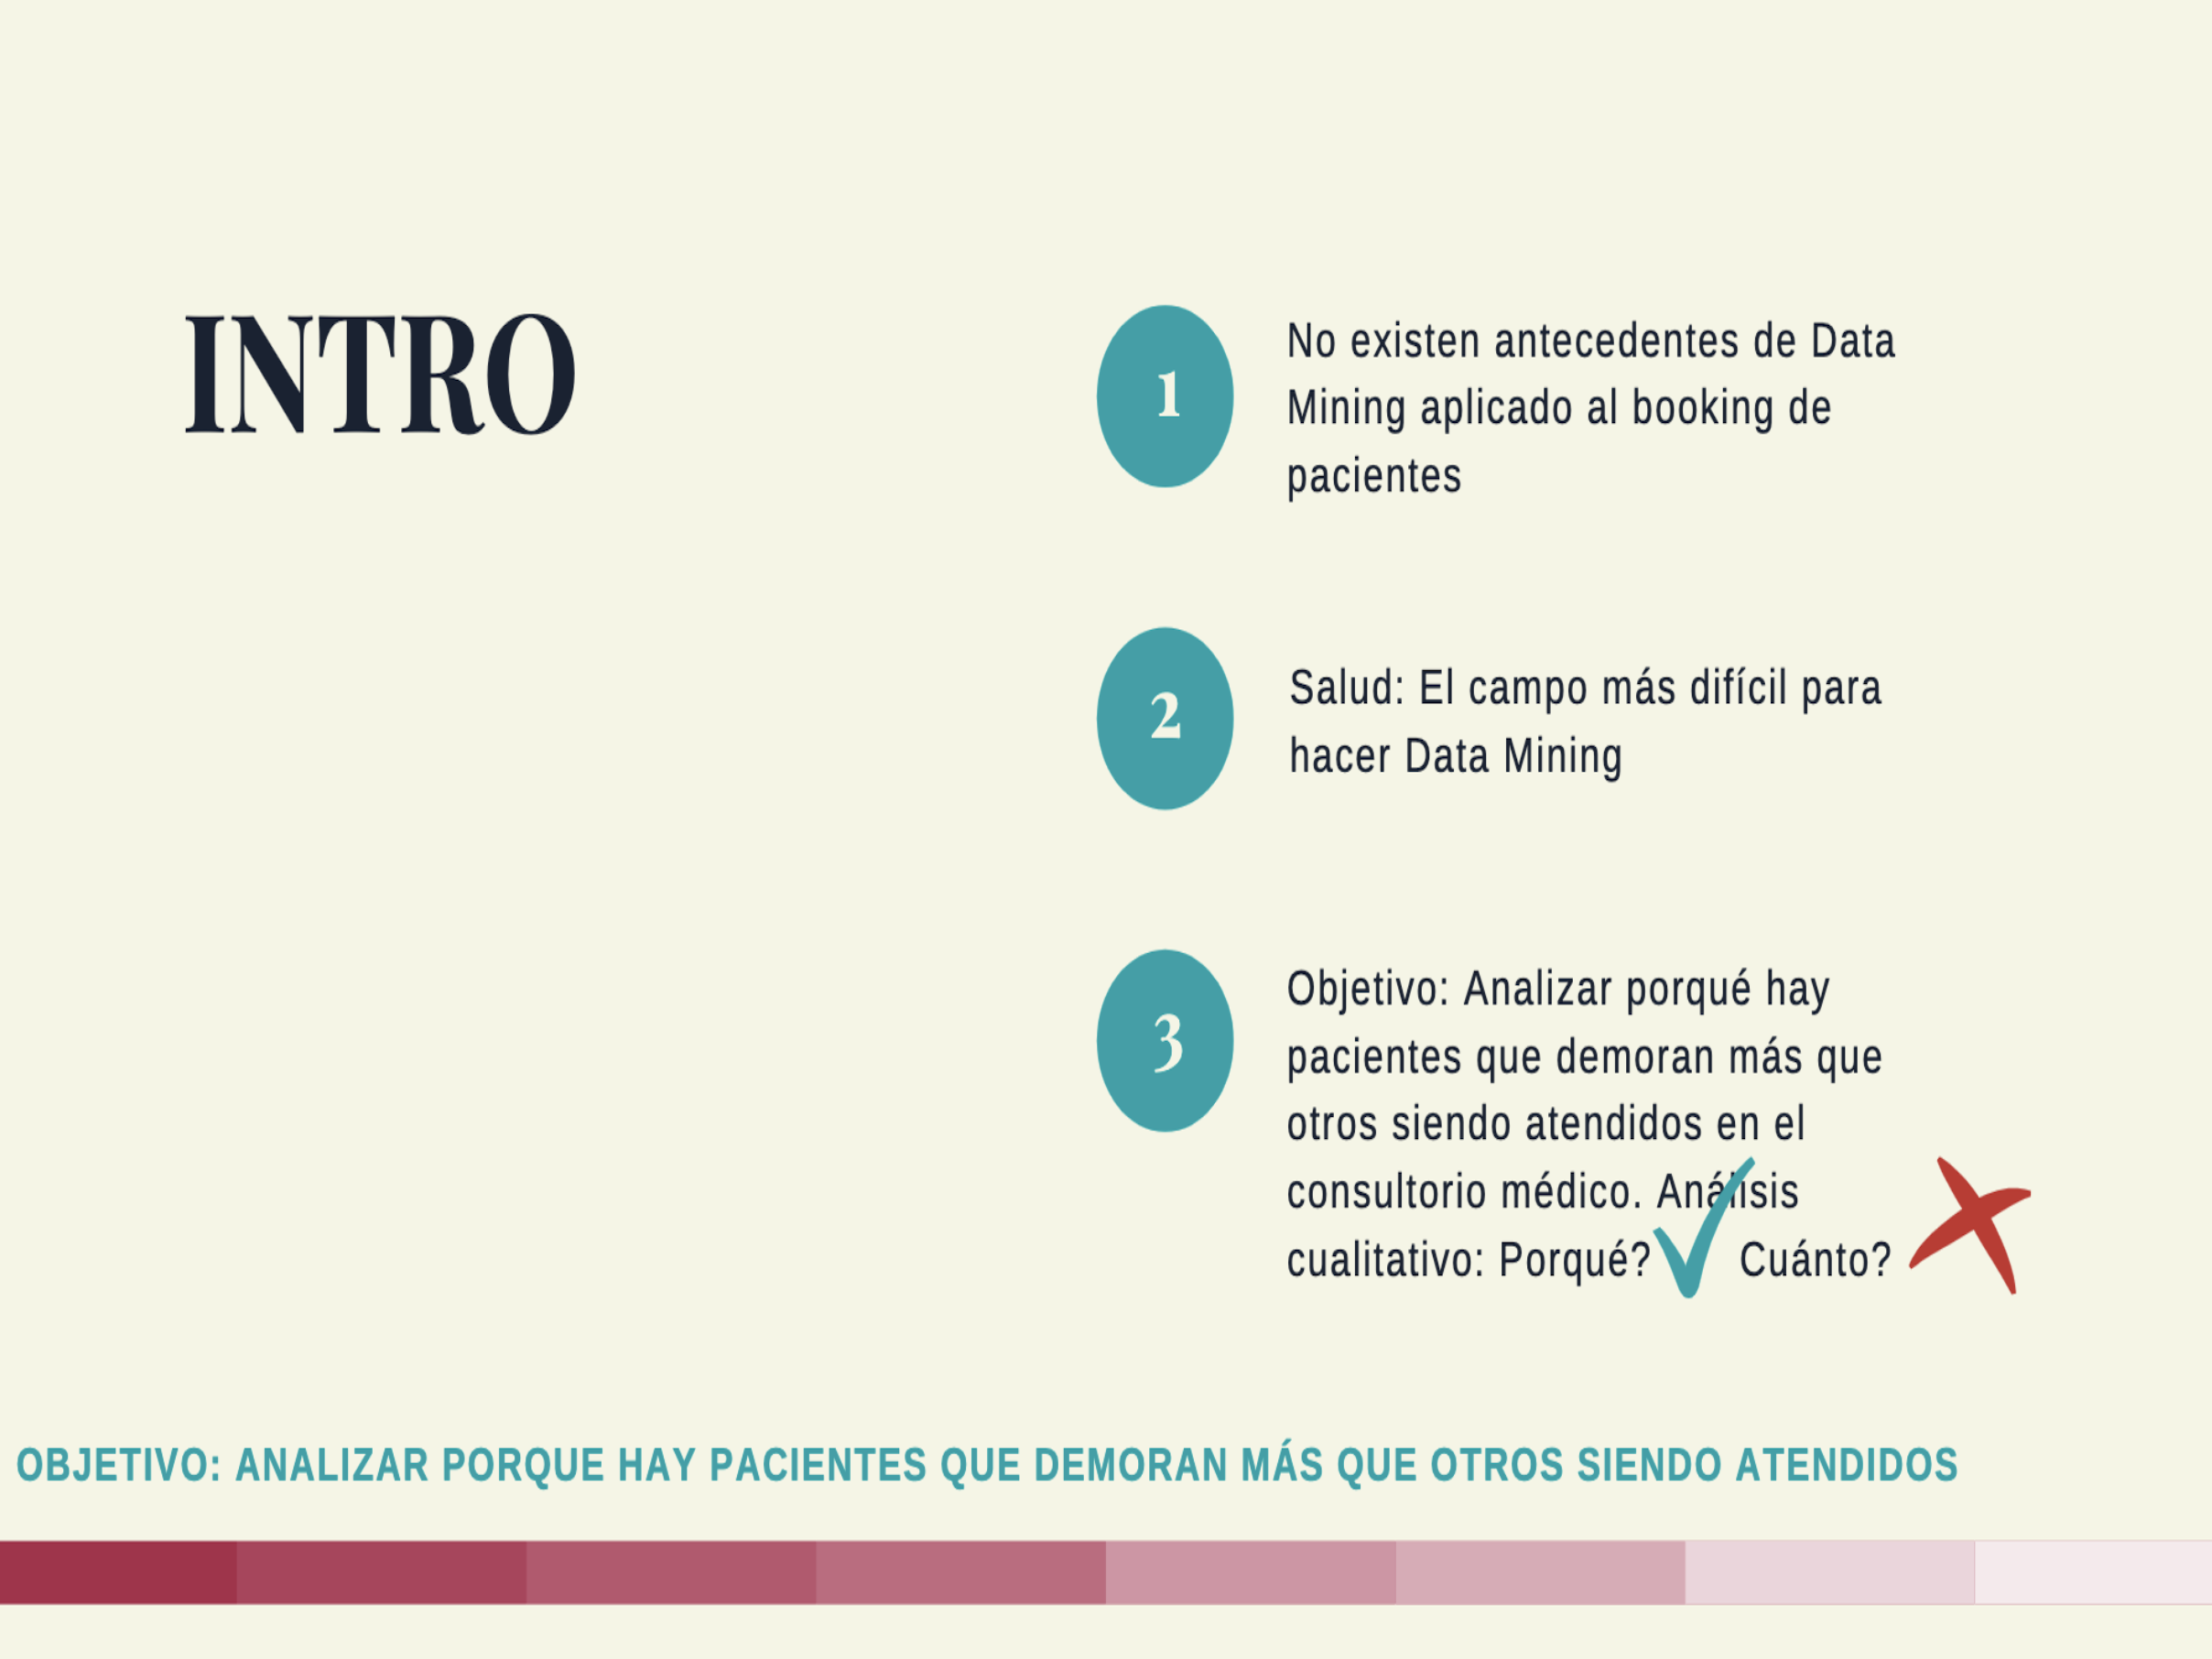 INTRO
1
No existen antecedentes de Data
Mining aplicado al booking de
pacientes
2
Salud: El campo más difícil para
hacer Data Mining
3
Objetivo: Analizar porqué hay
pacientes que demoran más que
otros siendo atendidos en el
consultorio médico. Análisis
cualitativo: Porqué? Cuánto?
OBJETIVO: ANALIZAR PORQUE HAY PACIENTES QUE DEMORAN MÁS QUE OTROS SIENDO ATENDIDOS